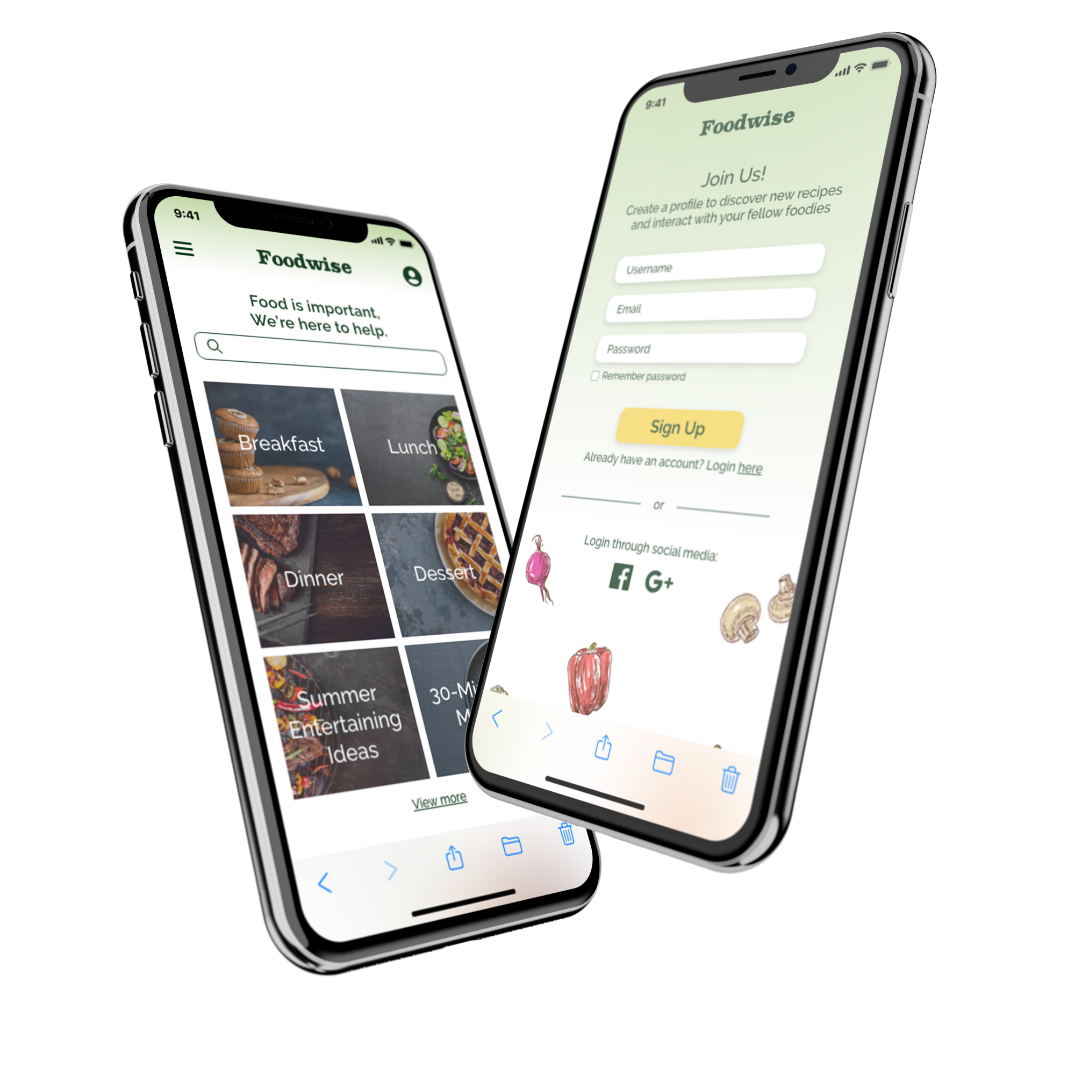 9:41
Foodwise
Food is important,
We're here to help.
Breakfast
Lunch
Dinner
Dessert
Summer
Entertaining
Ideas
30-Mi
M
View more
9:41
Foodwise
Join Us!
Create a profile to discover new recipes
and interact with your fellow foodies
Username
Email
Password
Remember password
Sign Up
Already have an account? Login here
or
Login through social media:
f G+